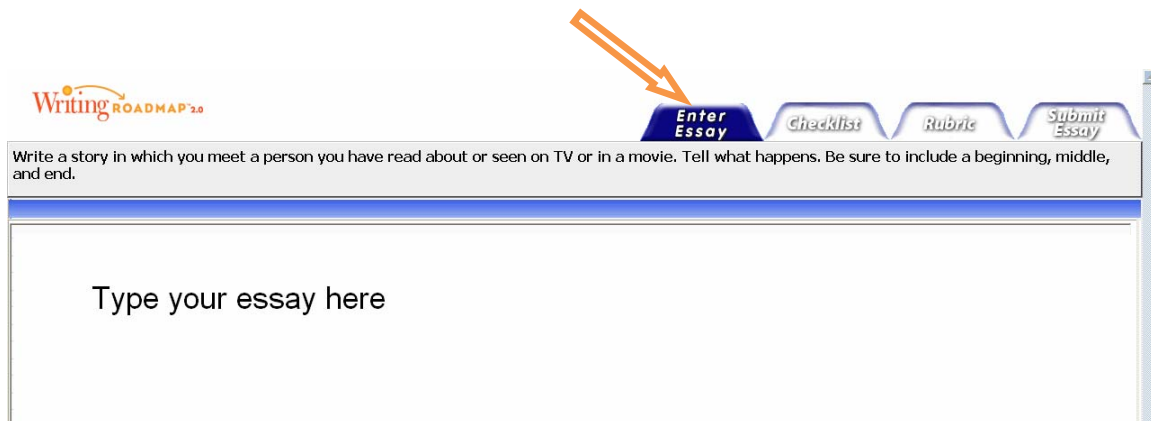 Writing ROADMAP 2.0
Enter Essay
Checklist
Rubric
Submit Essay
Write a story in which you meet a person you have read about or seen on TV or in a movie. Tell what happens. Be sure to include a beginning, middle,
and end.
Type your essay here